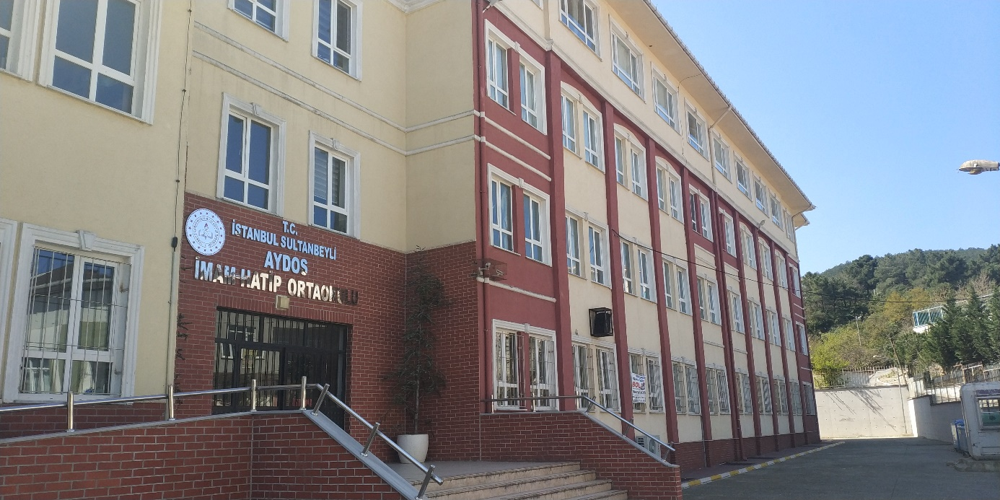 T.C.
İSTANBUL SULTANBEYLİ
AYDOS
İMAM-HATİP ORTAOKULU